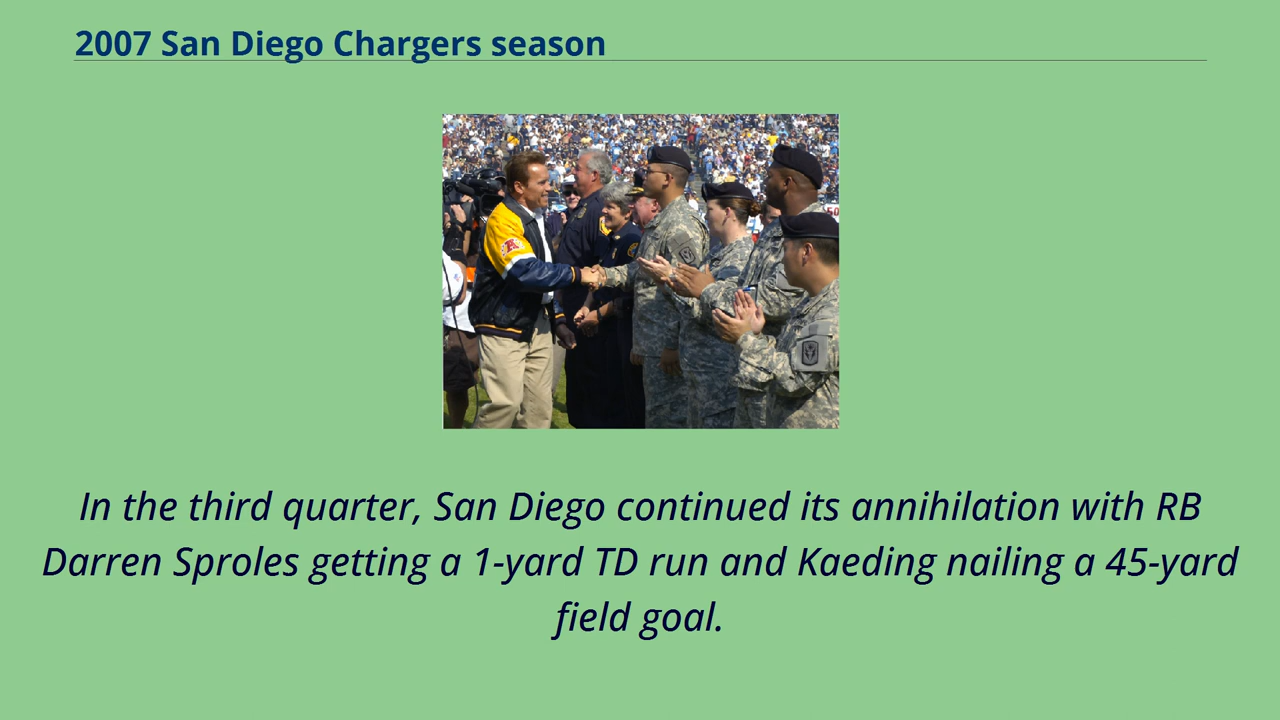 2007 San Diego Chargers season
In the third quarter, San Diego continued its annihilation with RB
Darren Sproles getting a 1-yard TD run and Kaeding nailing a 45-yard
field goal.